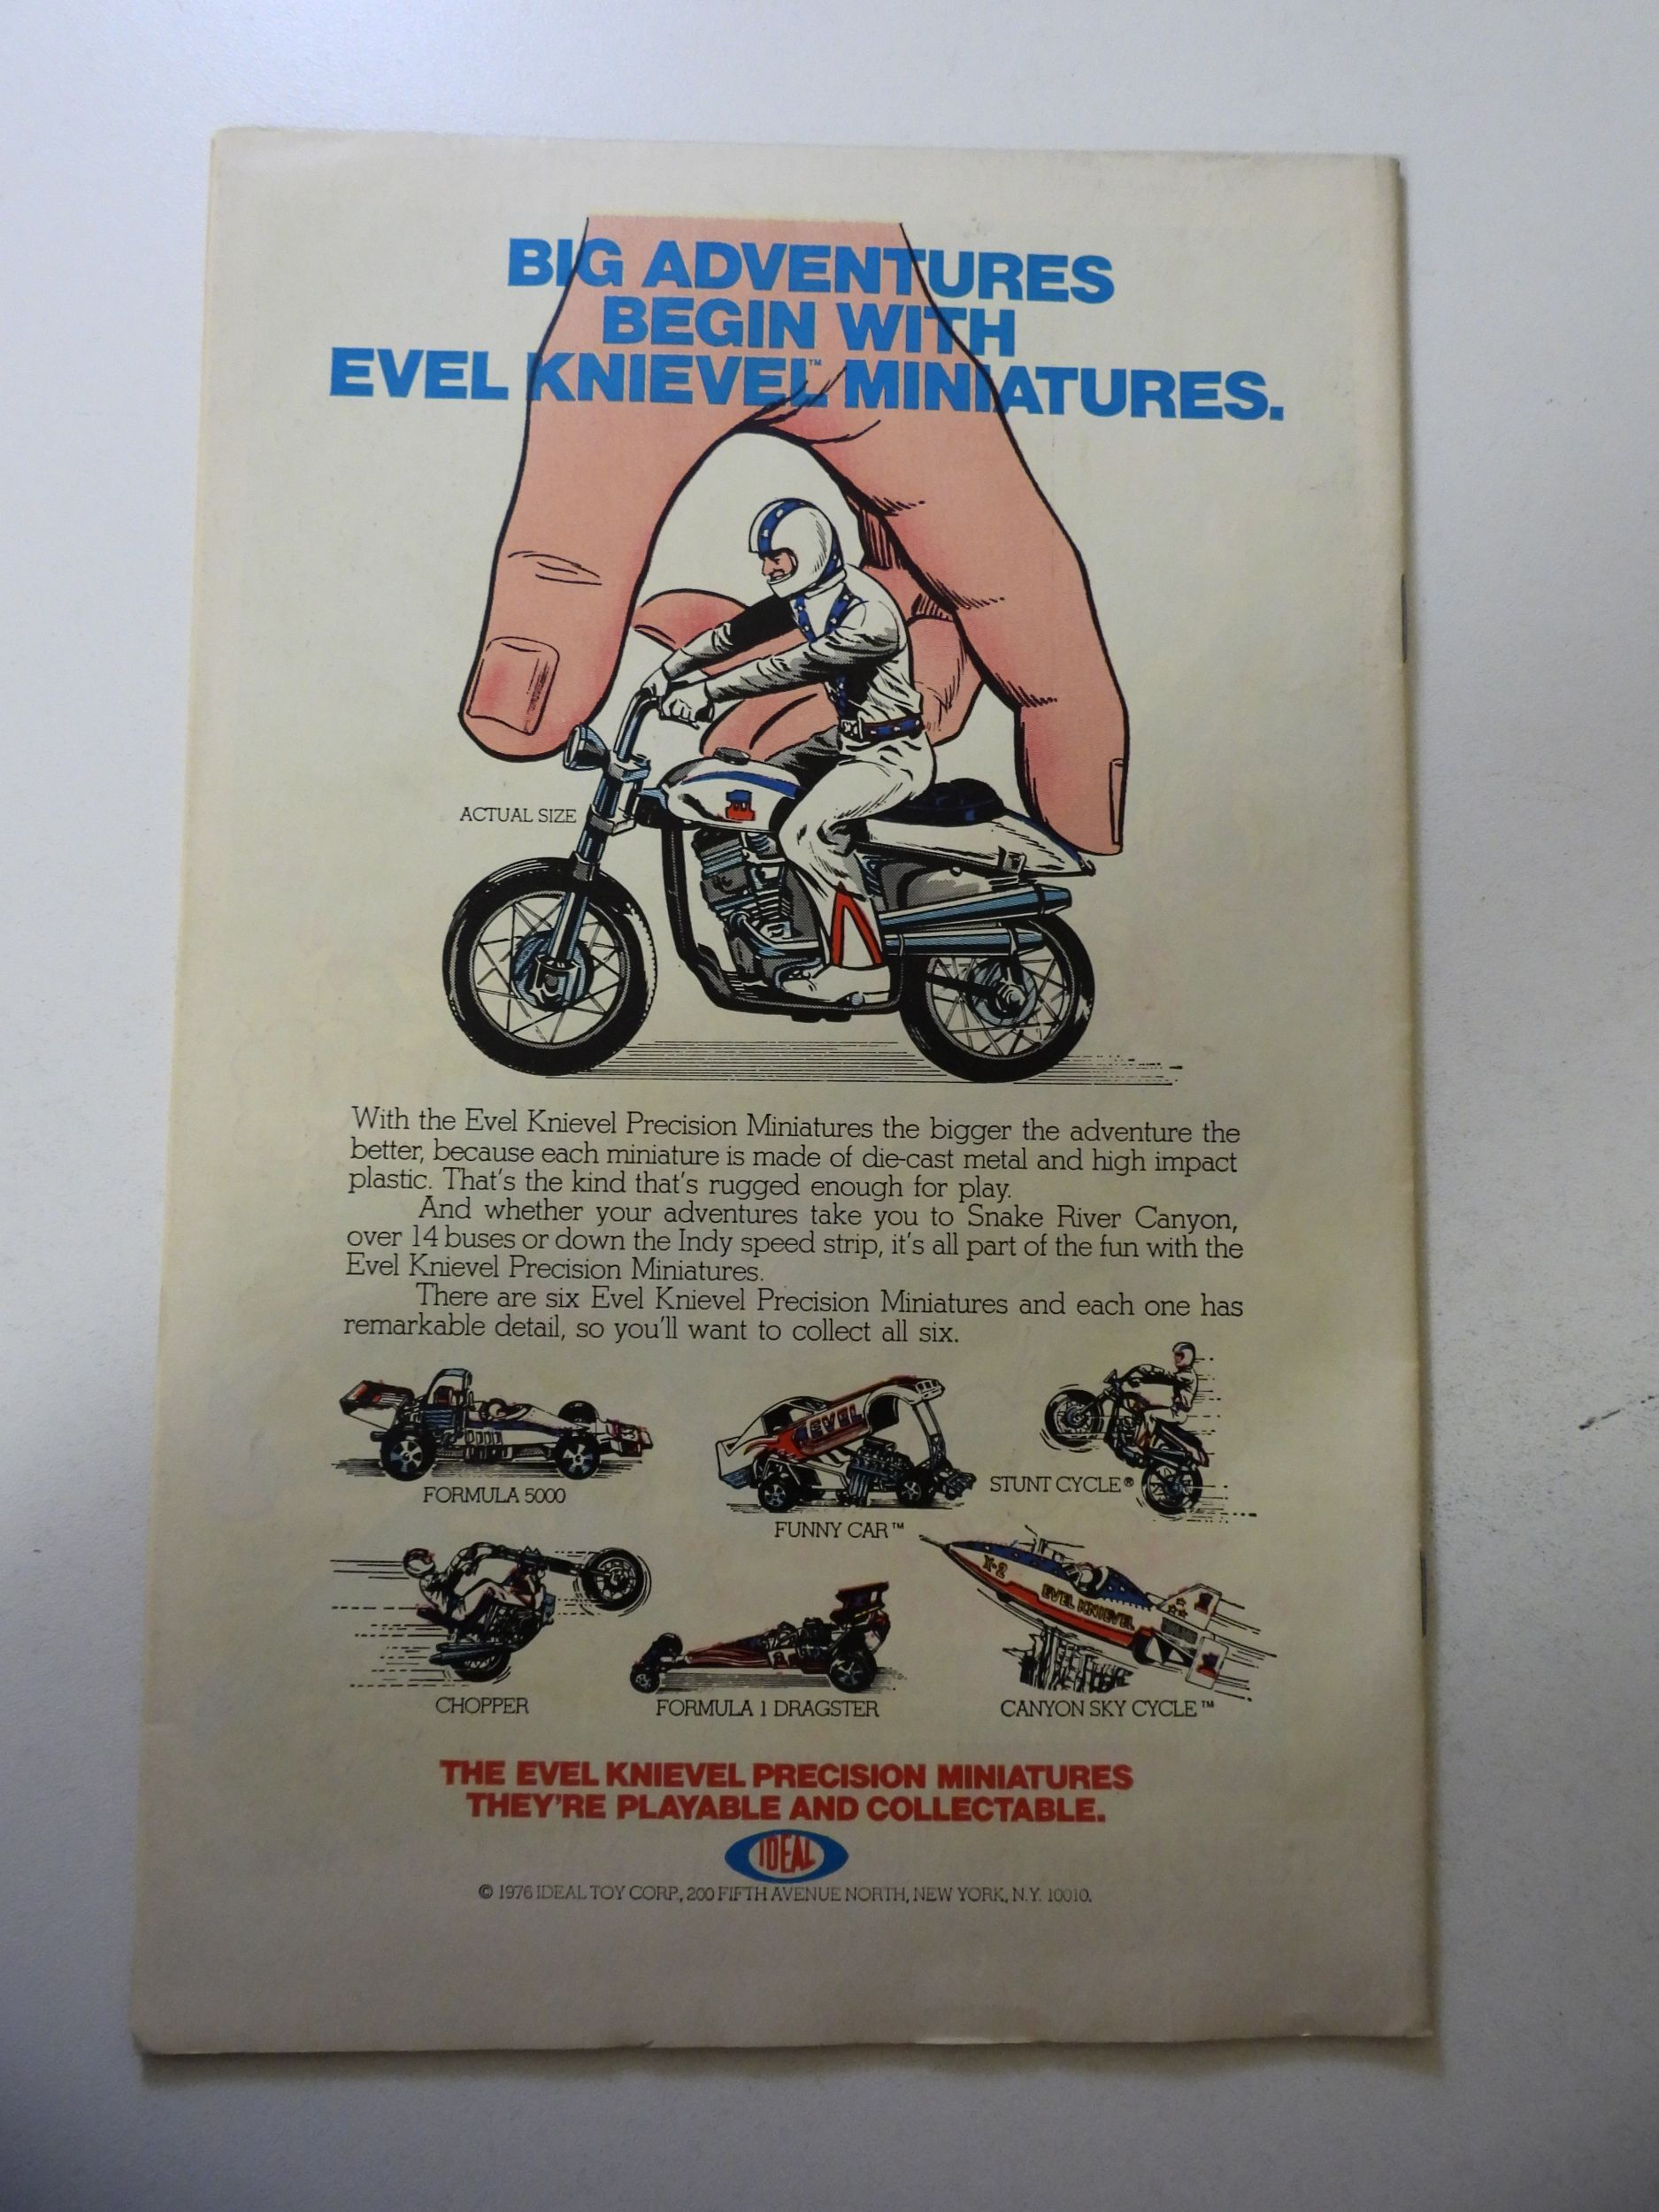 BIG ADVENTURES
BEGIN WITH
EVEL KNIEVEL™ MINIATURES.
ACTUAL SIZE
With the Evel Knievel Precision Miniatures the bigger the adventure the
better, because each miniature is made of die-cast metal and high impact
plastic. That's the kind that's rugged enough for play.
And whether your adventures take you to Snake River Canyon,
over 14 buses or down the Indy speed strip, it's all part of the fun with the
Evel Knievel Precision Miniatures.
There are six Evel Knievel Precision Miniatures and each one has
remarkable detail, so you'll want to collect all six.
FORMULA 5000
EVEL
FUNNY CAR™
STUNT CYCLE®
CHOPPER
FORMULA 1 DRAGSTER
X-2
EVEL KNIEVEL
CANYON SKY CYCLE™
THE EVEL KNIEVEL PRECISION MINIATURES
THEY'RE PLAYABLE AND COLLECTABLE.
IDEAL
© 1976 IDEAL TOY CORP., 200 FIFTH AVENUE NORTH, NEW YORK, N.Y. 10010.